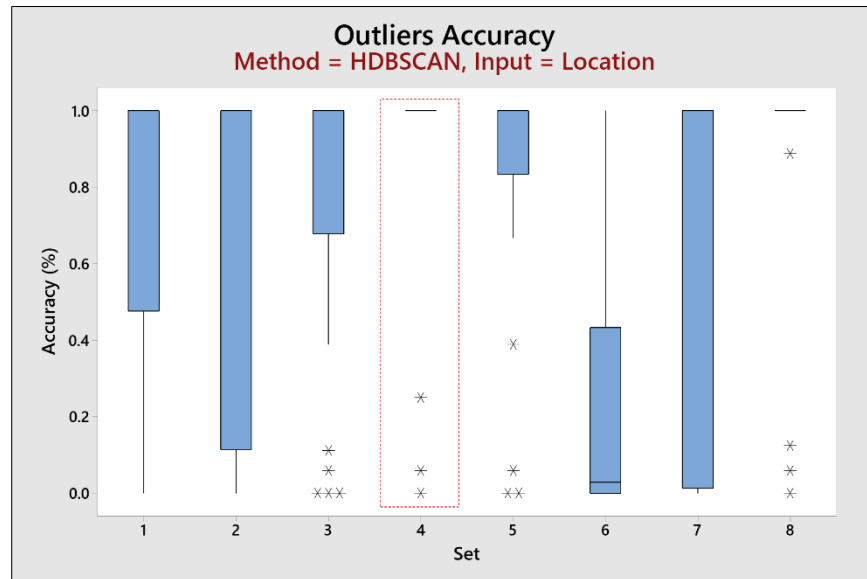 Outliers Accuracy
Method = HDBSCAN, Input = Location
Accuracy (%)
1.0
0.8
0.6
0.4
0.2
0.0
1 2 3 4 5 6 7 8
Set